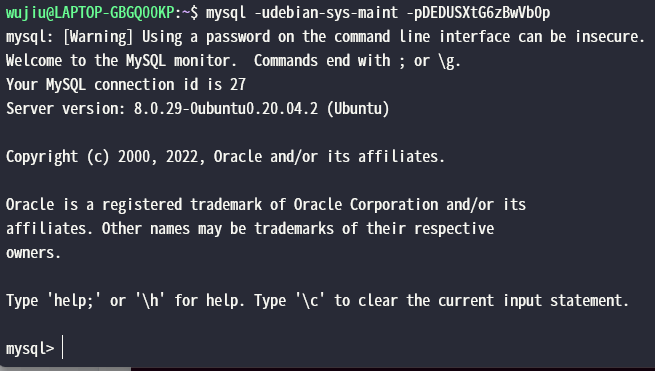 wujiu@LAPTOP-GBGQ00KP:~$ mysql -udebian-sys-maint -pDEDUSXtG6zBwVb0p
mysql: [Warning] Using a password on the command line interface can be insecure.
Welcome to the MySQL monitor.  Commands end with ; or \g.
Your MySQL connection id is 27
Server version: 8.0.29-0ubuntu0.20.04.2 (Ubuntu)
Copyright (c) 2000, 2022, Oracle and/or its affiliates.
Oracle is a registered trademark of Oracle Corporation and/or its
affiliates. Other names may be trademarks of their respective
owners.
Type 'help;' or '\h' for help. Type '\c' to clear the current input statement.
mysql>